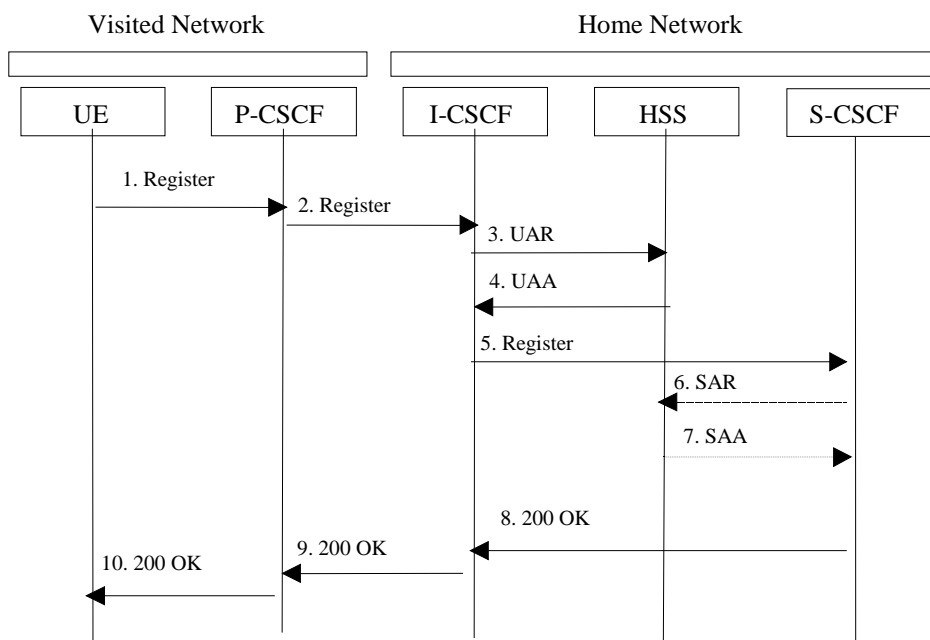 Visited Network
Home Network
UE
P-CSCF
I-CSCF
HSS
S-CSCF
1. Register
2. Register
3. UAR
4. UAA
5. Register
6. SAR
7. SAA
8. 200 OK
9. 200 OK
10. 200 OK